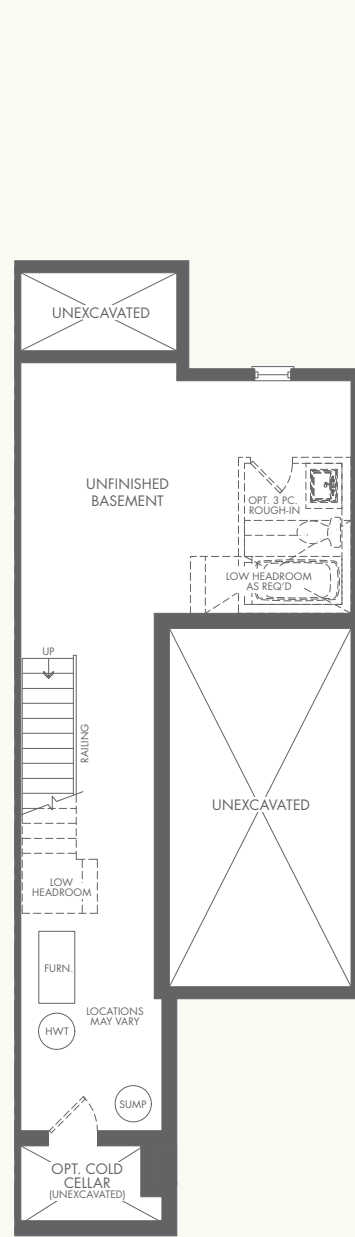 UNEXCAVATED
UNFINISHED
BASEMENT
OPT. 3 PC.
ROUGH-IN
LOW HEADROOM
AS REQ'D
UP
RAILING
UNEXCAVATED
LOW
HEADROOM
FURN.
LOCATIONS
MAY VARY
HWT
SUMP
OPT. COLD
CELLAR
(UNEXCAVATED)